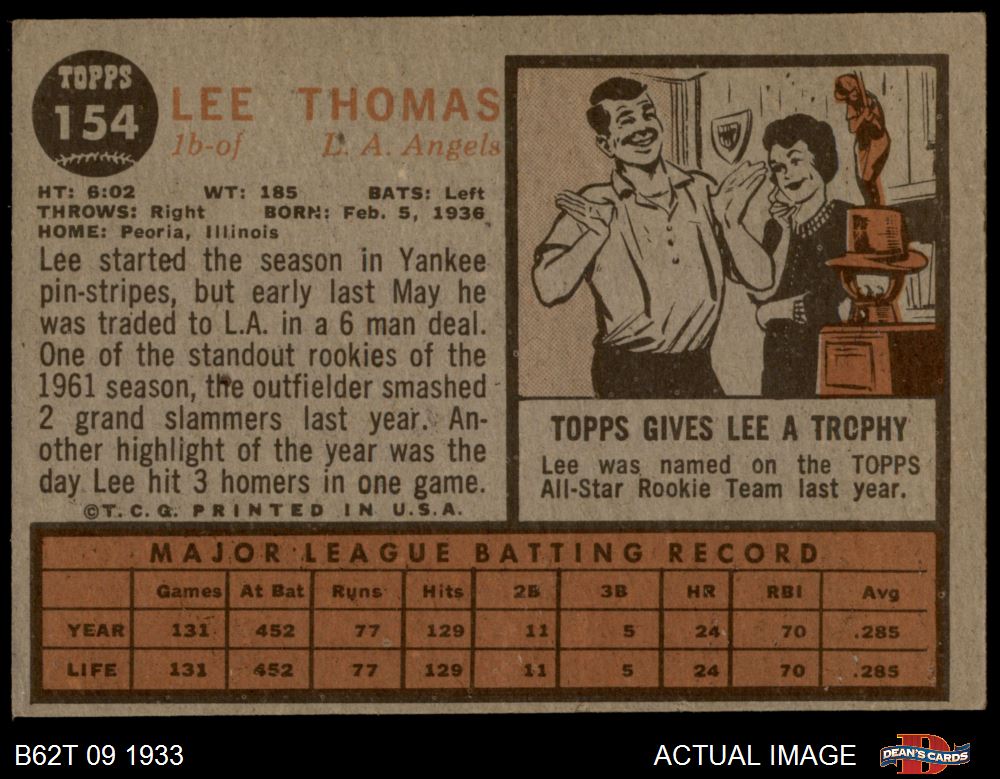 TOPPS
154
LEE THOMAS
1b-of L. A. Angels
HT: 6:02 WT: 185 BATS: Left
THROWS: Right BORN: Feb. 5, 1936
HOME: Peoria, Illinois
Lee started the season in Yankee
pin-stripes, but early last May he
was traded to L.A. in a 6 man deal.
One of the standout rookies of the
1961 season, the outfielder smashed
2 grand slammers last year. An-
other highlight of the year was the
day Lee hit 3 homers in one game.
©T. C. G. PRINTED IN U.S.A.
TOPPS GIVES LEE A TROPHY
Lee was named on the TOPPS
All-Star Rookie Team last year.
MAJOR LEAGUE BATTING RECORD
Games At Bat Runs Hits 2B 3B HR RBI Avg
YEAR 131 452 77 129 11 5 24 70 .285
LIFE 131 452 77 129 11 5 24 70 .285
B62T 09 1933
ACTUAL IMAGE
D
DEAN'S CARDS